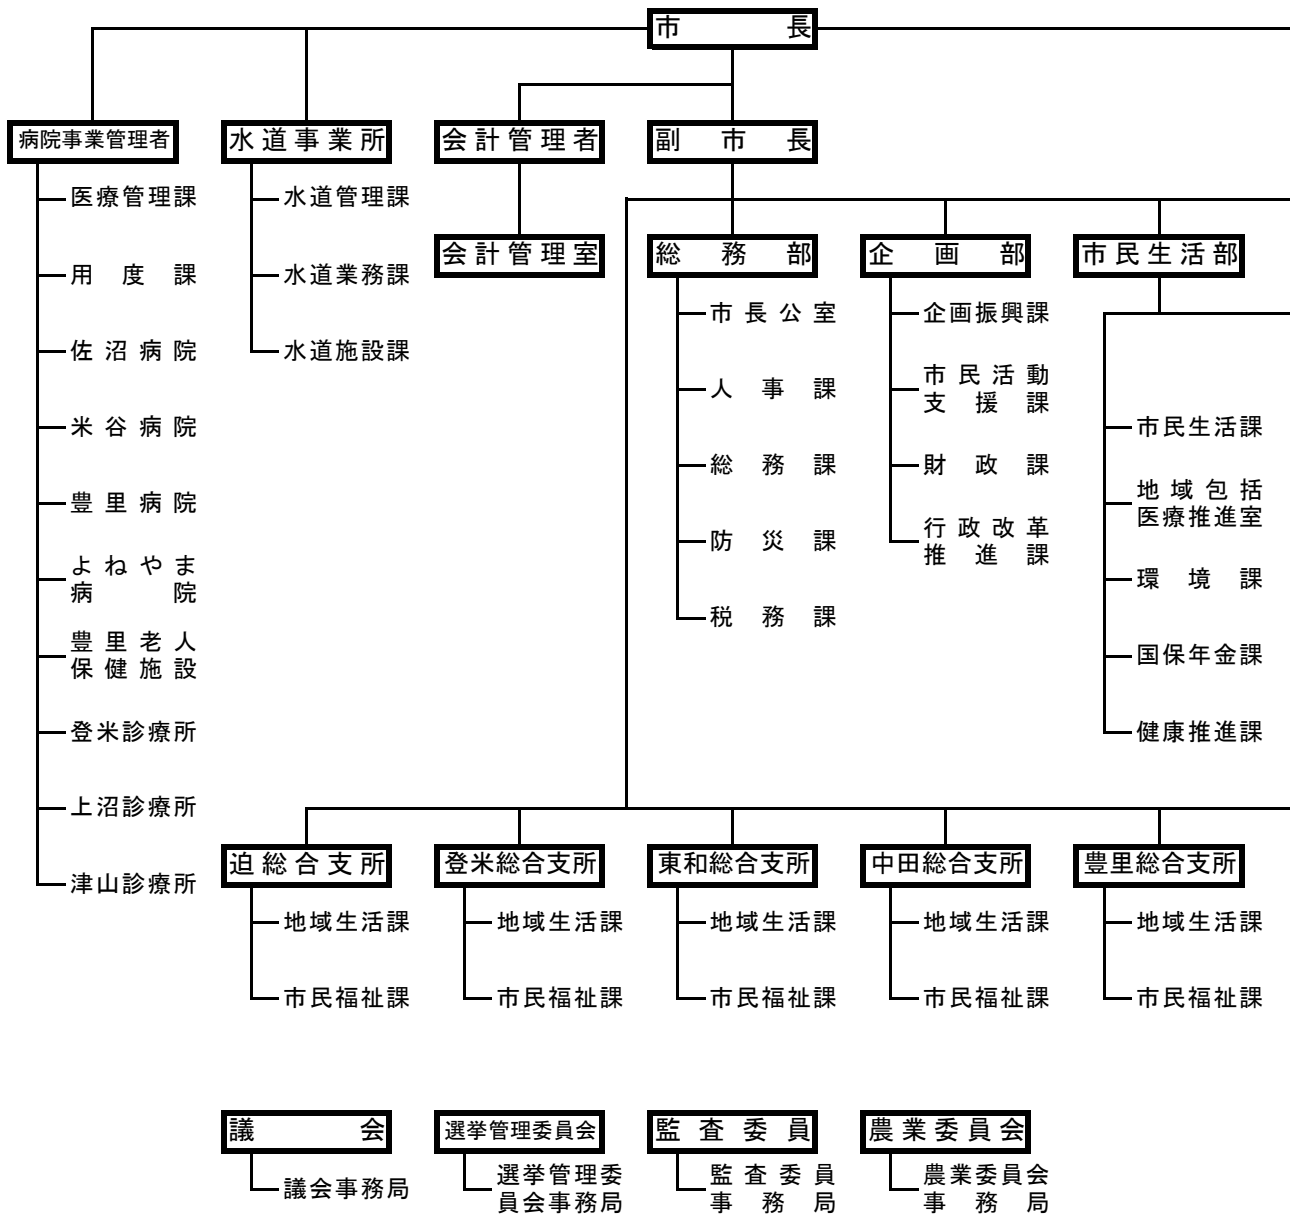 市長
病院事業管理者
水道事業所
会計管理者
副市長
医療管理課
用度課
佐沼病院
米谷病院
豊里病院
よねやま
病院
豊里老人
保健施設
登米診療所
上沼診療所
津山診療所
水道管理課
水道業務課
水道施設課
会計管理室
総務部
市長公室
人事課
総務課
防災課
税務課
企画部
企画振興課
市民活動
支援課
財政課
行政改革
推進課
市民生活部
市民生活課
地域包括
医療推進室
環境課
国保年金課
健康推進課
迫総合支所
地域生活課
市民福祉課
登米総合支所
地域生活課
市民福祉課
東和総合支所
地域生活課
市民福祉課
中田総合支所
地域生活課
市民福祉課
豊里総合支所
地域生活課
市民福祉課
議会
議会事務局
選挙管理委員会
選挙管理委
員会事務局
監査委員
監査委員
事務局
農業委員会
農業委員会
事務局